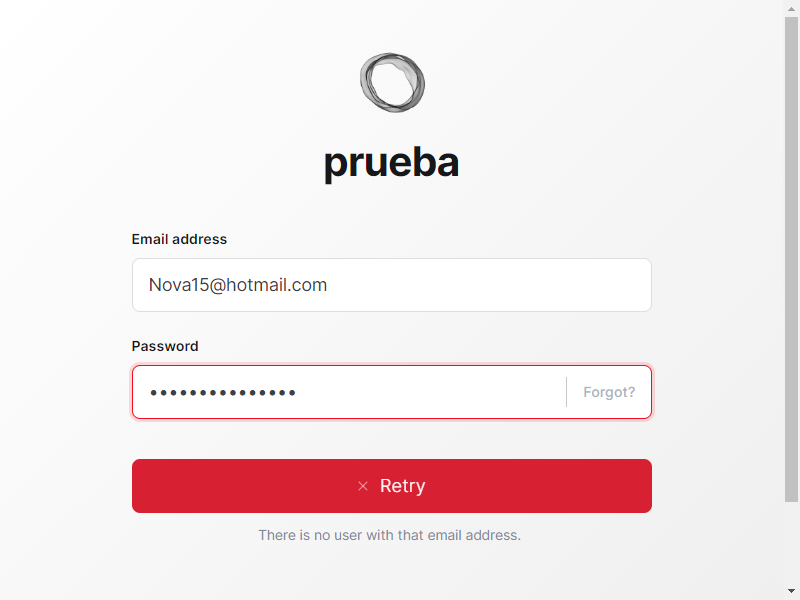 prueba
Email address
Nova15@hotmail.com
Password
•••••••••••••••
Forgot?
Retry
There is no user with that email address.